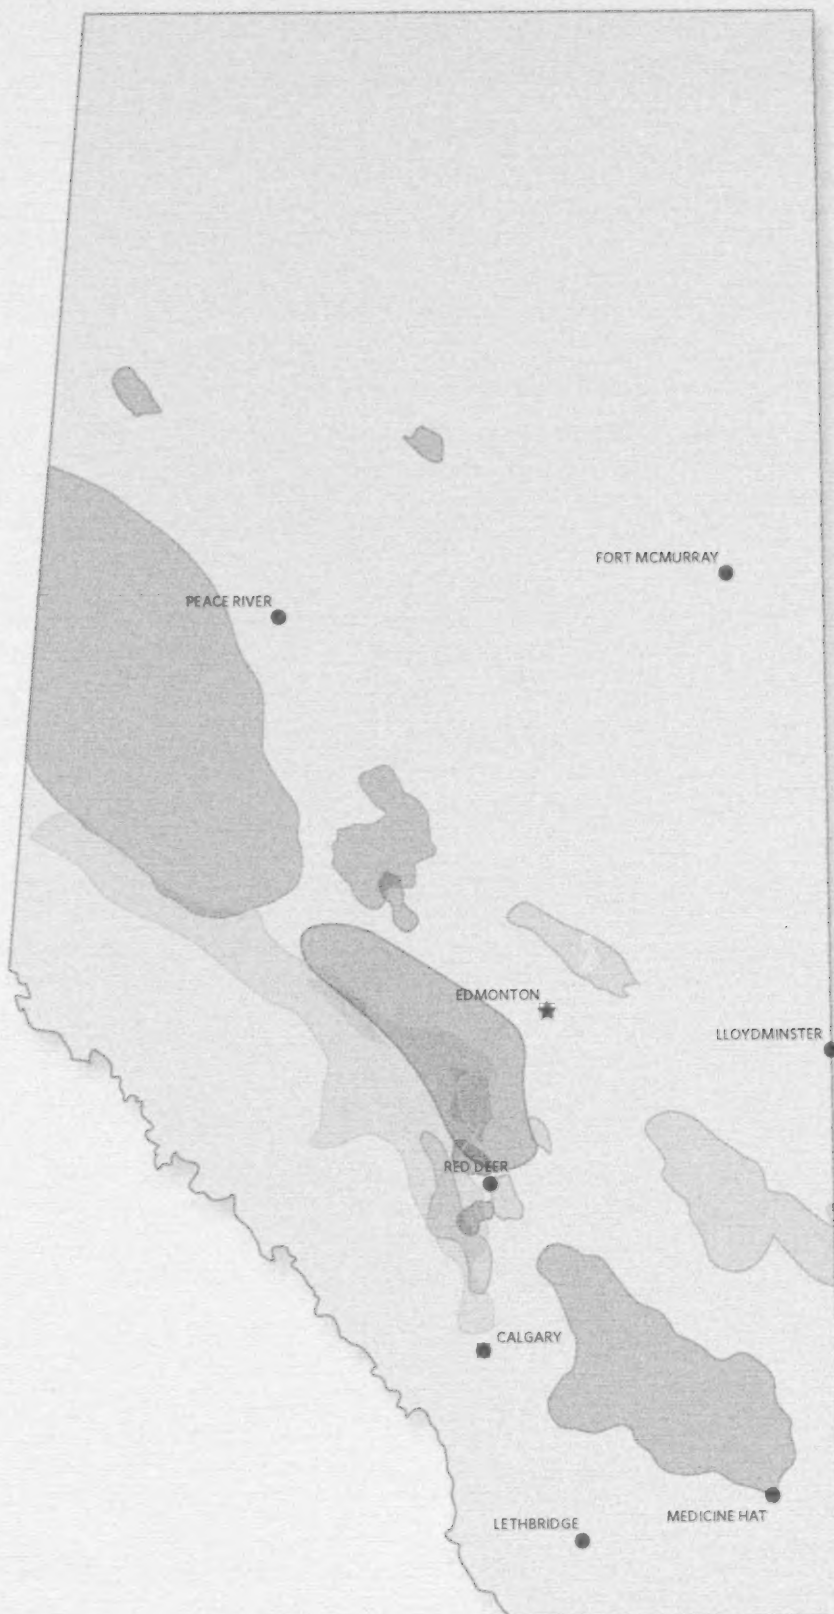 FORT MCMURRAY
PEACE RIVER
EDMONTON
LLOYDMINSTER
RED DEER
CALGARY
MEDICINE HAT
LETHBRIDGE